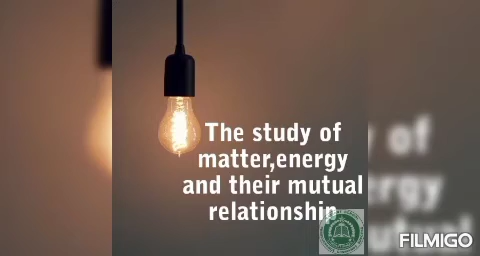 The study of
matter,energy
and their mutual
relationship
FILMIGO